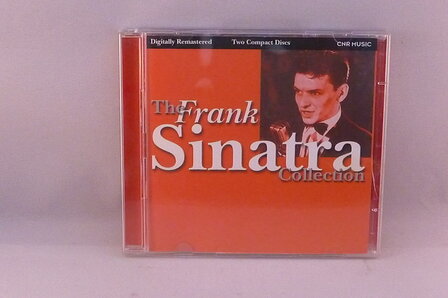 Digitally Remastered Two Compact Discs CNR MUSIC
The Frank
Sinatra
Collection